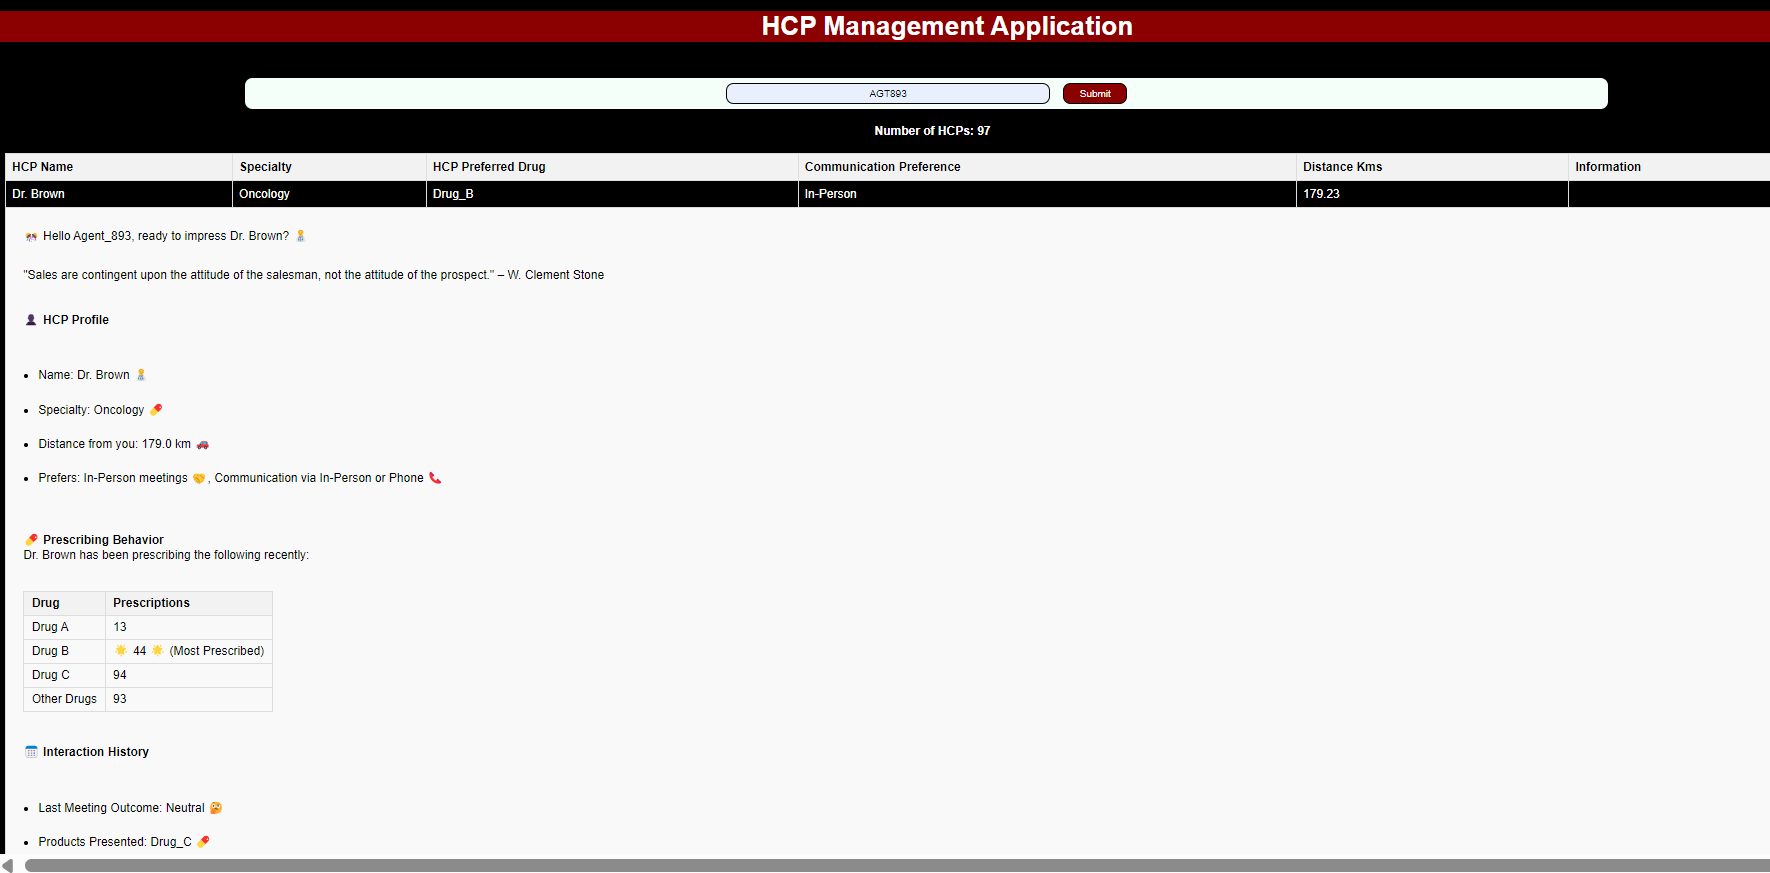 HCP Management Application
AGT893 Submit
Number of HCPs: 97
HCP Name Specialty HCP Preferred Drug Communication Preference Distance Kms Information
Dr. Brown Oncology Drug_B In-Person 179.23
Hello Agent_893, ready to impress Dr. Brown?
"Sales are contingent upon the attitude of the salesman, not the attitude of the prospect." – W. Clement Stone
HCP Profile
Name: Dr. Brown
Specialty: Oncology
Distance from you: 179.0 km
Prefers: In-Person meetings , Communication via In-Person or Phone
Prescribing Behavior
Dr. Brown has been prescribing the following recently:
Drug Prescriptions
Drug A 13
Drug B 44 (Most Prescribed)
Drug C 94
Other Drugs 93
Interaction History
Last Meeting Outcome: Neutral
Products Presented: Drug_C